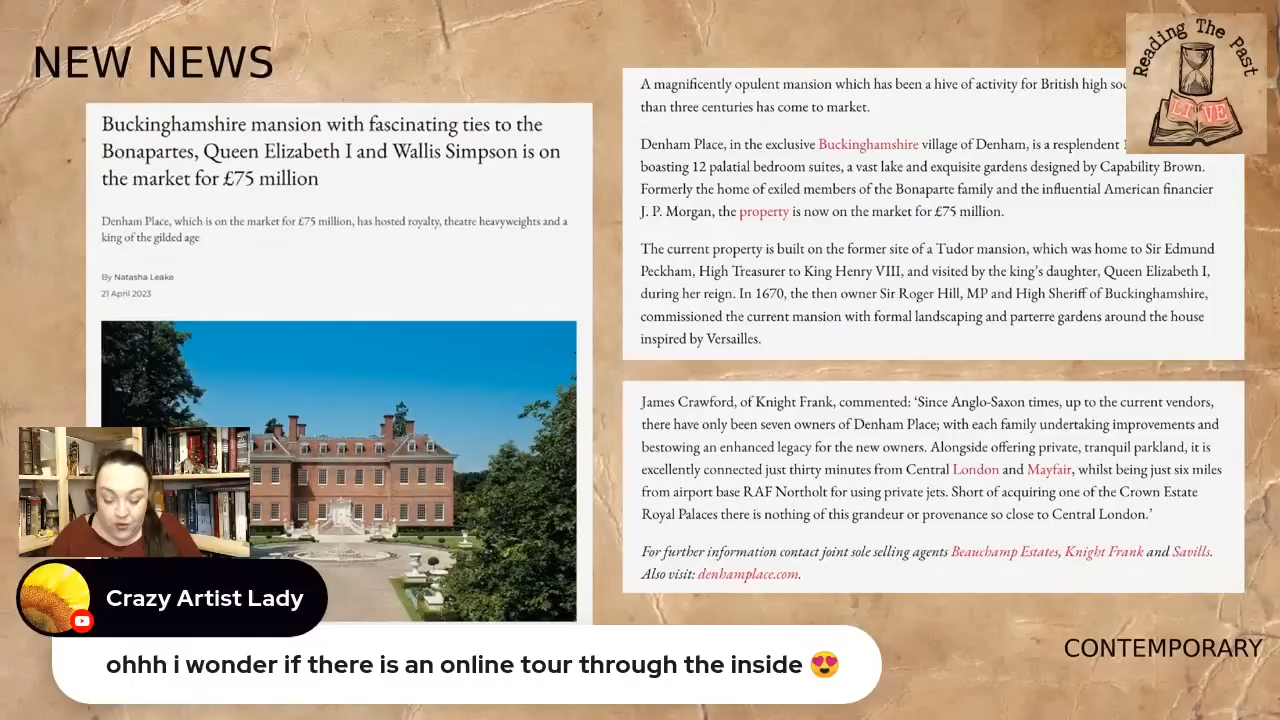 NEW NEWS
Reading The Past
LIVE
Buckinghamshire mansion with fascinating ties to the
Bonapartes, Queen Elizabeth I and Wallis Simpson is on
the market for £75 million
Denham Place, which is on the market for £75 million, has hosted royalty, theatre heavyweights and a
king of the gilded age
By Natasha Leake
21 April 2023
A magnificently opulent mansion which has been a hive of activity for British high
than three centuries has come to market.
Denham Place, in the exclusive Buckinghamshire village of Denham, is a resplendent
boasting 12 palatial bedroom suites, a vast lake and exquisite gardens designed by Capability Brown.
Formerly the home of exiled members of the Bonaparte family and the influential American financier
J. P. Morgan, the property is now on the market for £75 million.
The current property is built on the former site of a Tudor mansion, which was home to Sir Edmund
Peckham, High Treasurer to King Henry VIII, and visited by the king's daughter, Queen Elizabeth I,
during her reign. In 1670, the then owner Sir Roger Hill, MP and High Sheriff of Buckinghamshire,
commissioned the current mansion with formal landscaping and parterre gardens around the house
inspired by Versailles.
James Crawford, of Knight Frank, commented: ‘Since Anglo-Saxon times, up to the current vendors,
there have only been seven owners of Denham Place; with each family undertaking improvements and
bestowing an enhanced legacy for the new owners. Alongside offering private, tranquil parkland, it is
excellently connected just thirty minutes from Central London and Mayfair, whilst being just six miles
from airport base RAF Northolt for using private jets. Short of acquiring one of the Crown Estate
Royal Palaces there is nothing of this grandeur or provenance so close to Central London.’
For further information contact joint sole selling agents Beauchamp Estates, Knight Frank and Savills.
Also visit: denhamplace.com.
Crazy Artist Lady
ohhh i wonder if there is an online tour through the inside 😍
CONTEMPORARY